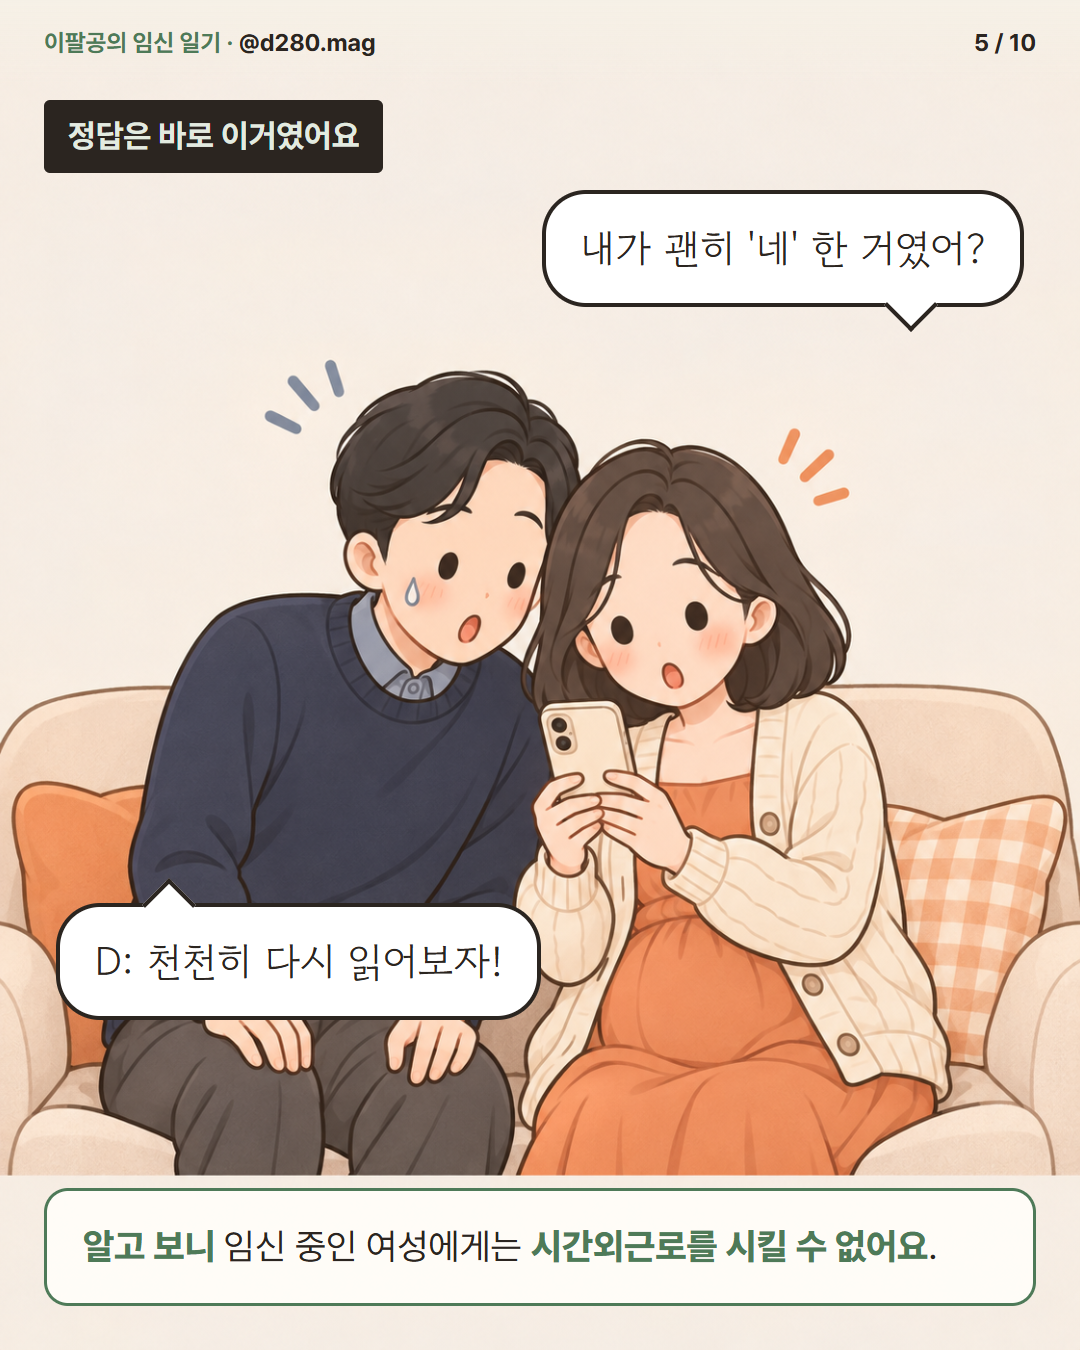 이팔공의 임신 일기 · @d280.mag
5 / 10
정답은 바로 이거였어요
내가 괜히 '네' 한 거였어?
D: 천천히 다시 읽어보자!
알고 보니 임신 중인 여성에게는 시간외근로를 시킬 수 없어요.